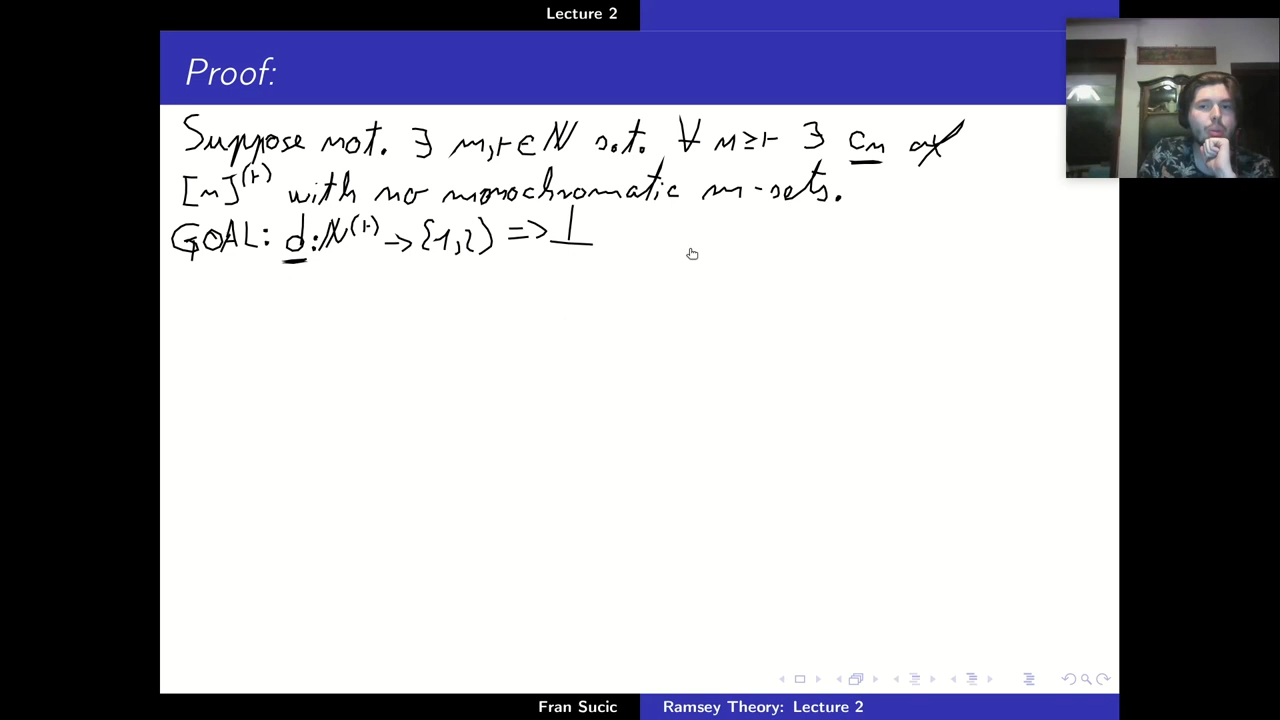 Lecture 2
Proof:
Suppose not. ∃ m,r ∈ ℕ s.t. ∀ n ≥ r ∃ cₙ of
[n]^(r) with no monochromatic m-sets.
GOAL: d: ℕ^(r) → {1,2} => ⊥
Fran Sucic Ramsey Theory: Lecture 2